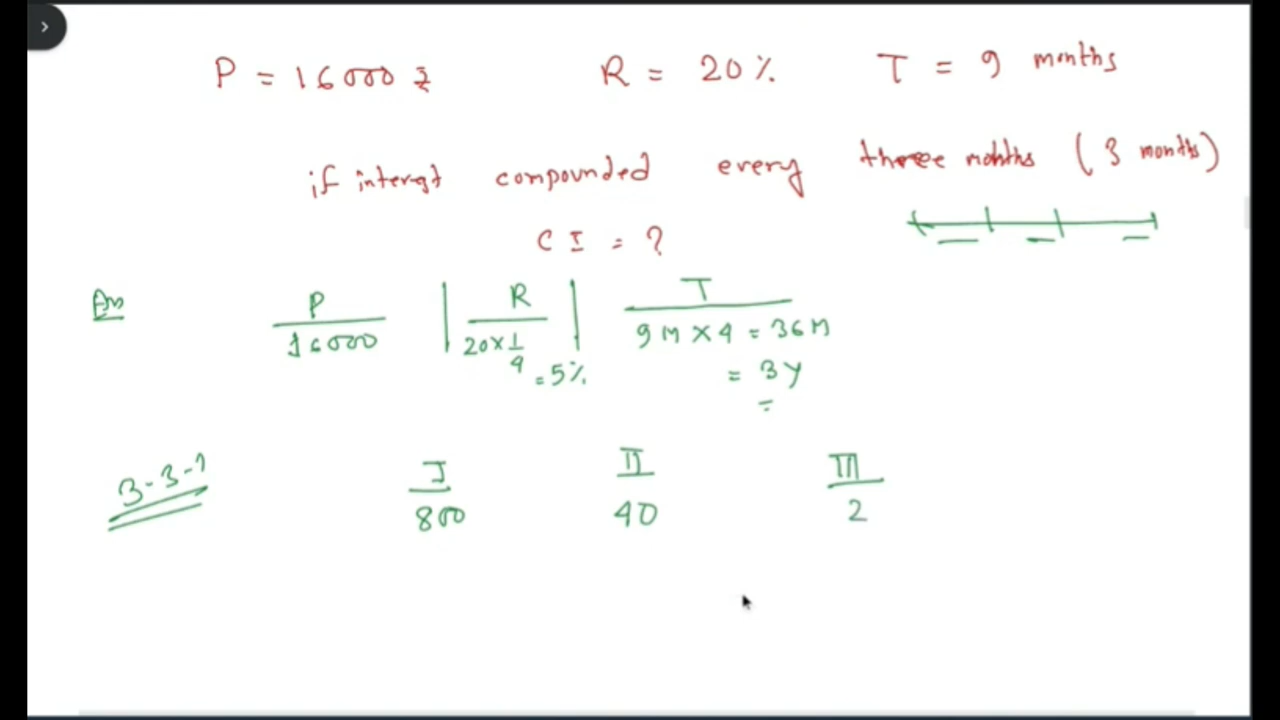 P = 16000 ₹ R = 20% T = 9 months
if interest compounded every three months (3 months)
C I = ?
Ans P R T
16000 20×1/4 9M×4 = 36M
= 5% = 3Y
=
3-3-1 I II III
800 40 2